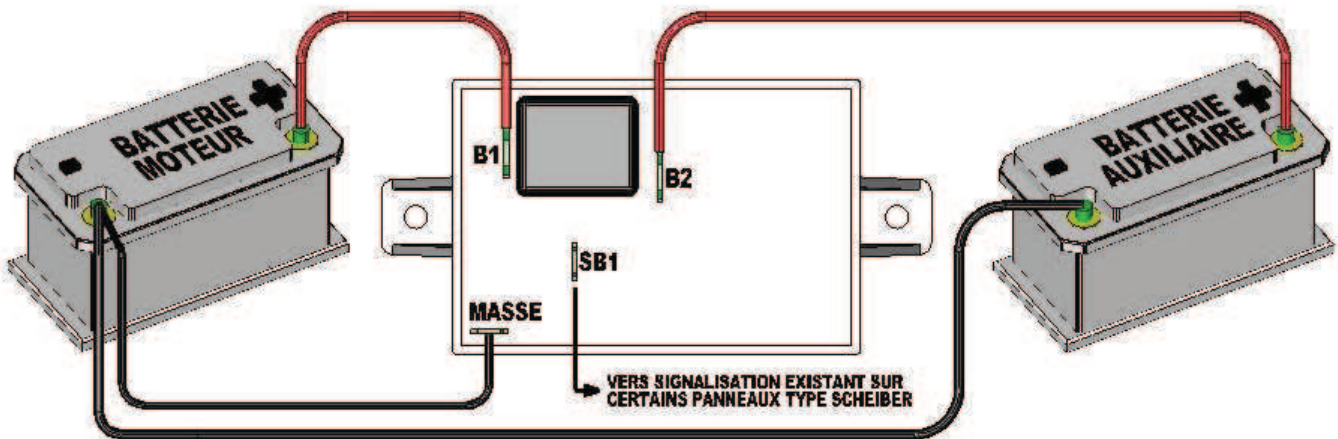 BATTERIE
MOTEUR
+
-
B1
B2
SB1
MASSE
VERS SIGNALISATION EXISTANT SUR
CERTAINS PANNEAUX TYPE SCHEIBER
BATTERIE
AUXILIAIRE
+
-